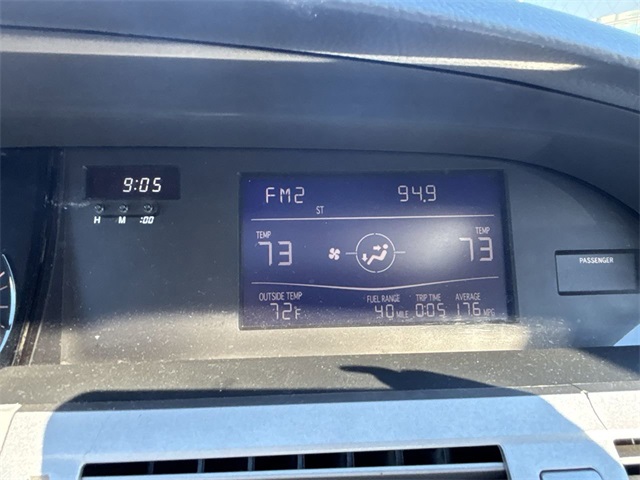 9:05
H M :00
FM2 94.9
ST
TEMP TEMP
73 73
PASSENGER
OUTSIDE TEMP FUEL RANGE TRIP TIME AVERAGE
72°F 40 MILE 0:05 17.6 MPG